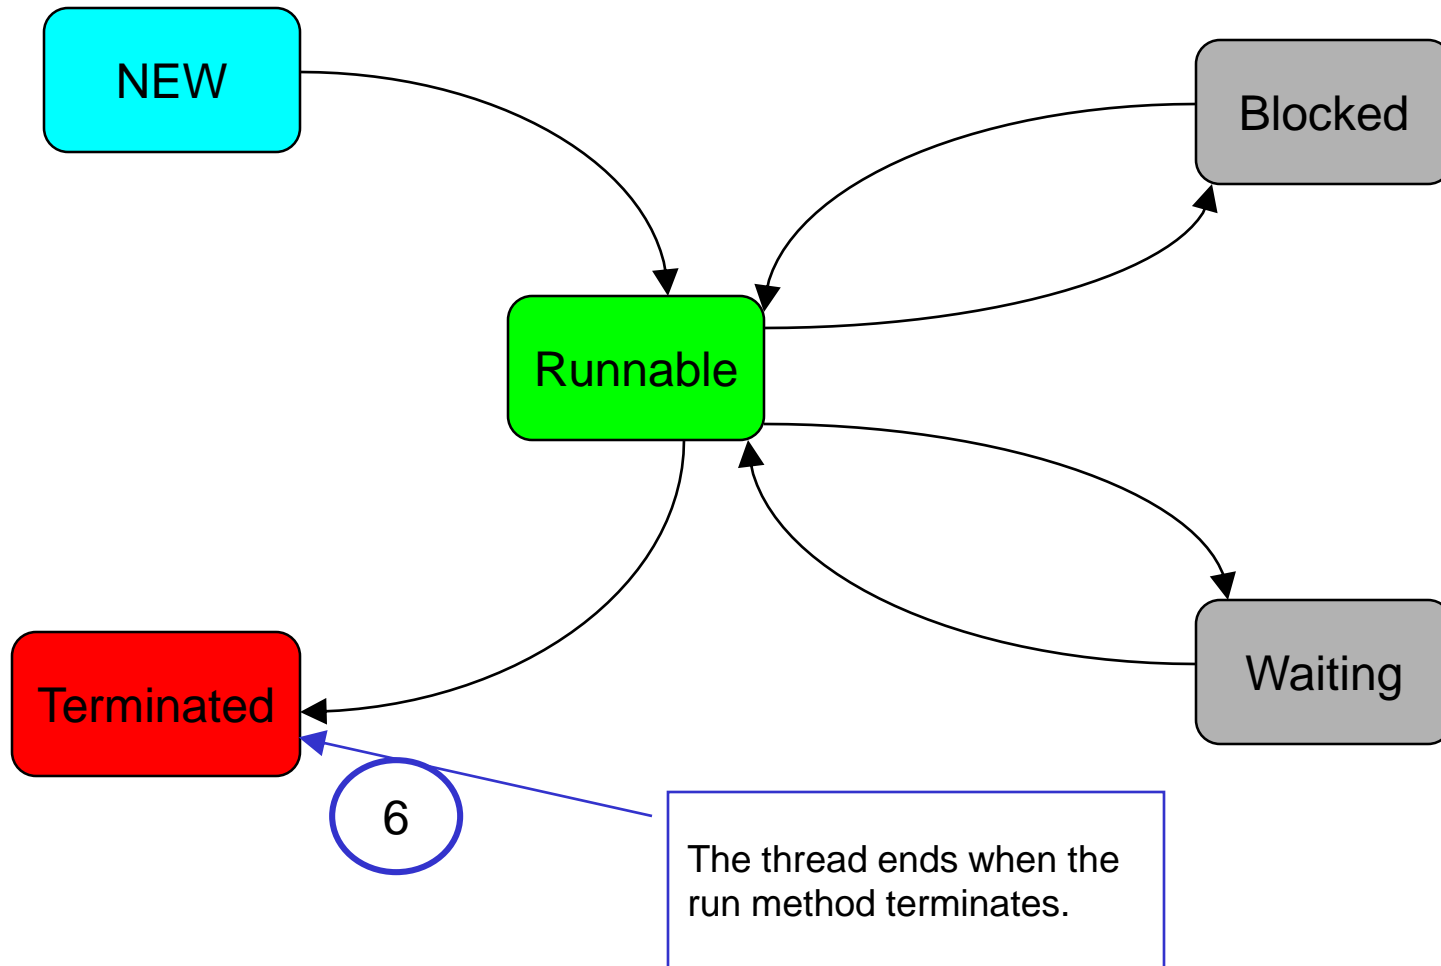 NEW
Blocked
Runnable
Terminated
Waiting
6
The thread ends when the
run method terminates.